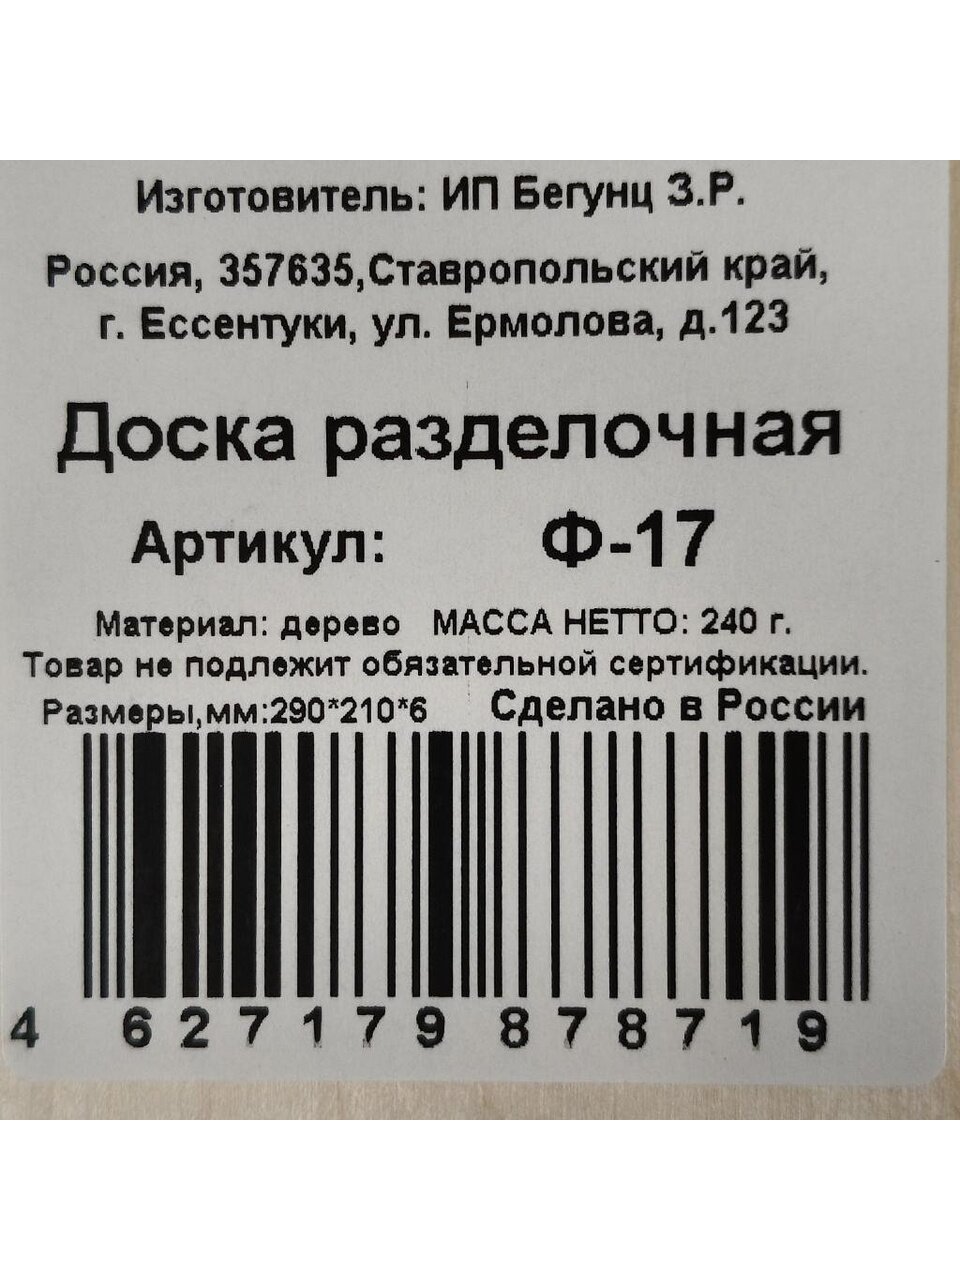 Изготовитель: ИП Бегунц З.Р.
Россия, 357635,Ставропольский край,
г. Ессентуки, ул. Ермолова, д.123
Доска разделочная
Артикул: Ф-17
Материал: дерево МАССА НЕТТО: 240 г.
Товар не подлежит обязательной сертификации.
Размеры,мм:290*210*6 Сделано в России
4 627179 878719